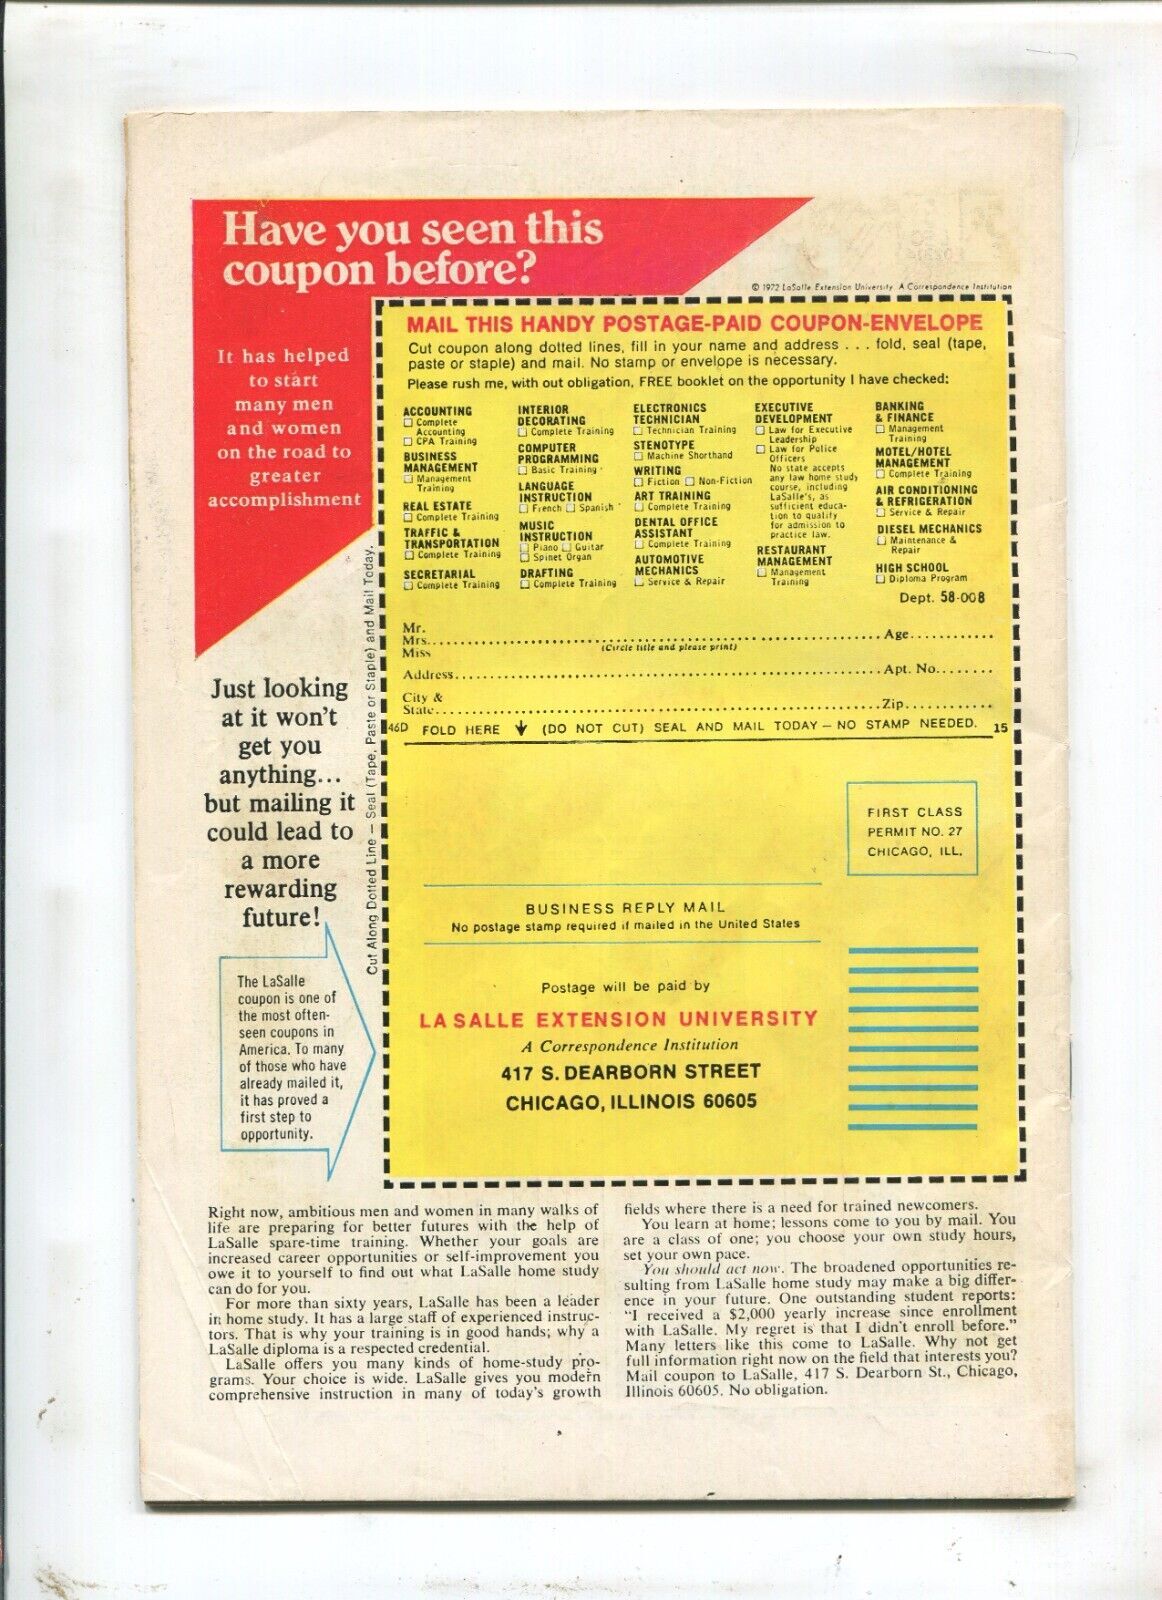 Have you seen this
coupon before?
© 1972 LaSalle Extension University A Correspondence Institution
It has helped
to start
many men
and women
on the road to
greater
accomplishment
Just looking
at it won't
get you
anything...
but mailing it
could lead to
a more
rewarding
future!
The LaSalle
coupon is one of
the most often-
seen coupons in
America. To many
of those who have
already mailed it,
it has proved a
first step to
opportunity.
Cut Along Dotted Line — Seal (Tape, Paste or Staple) and Mail Today.
MAIL THIS HANDY POSTAGE-PAID COUPON-ENVELOPE
Cut coupon along dotted lines, fill in your name and address . . . fold, seal (tape,
paste or staple) and mail. No stamp or envelope is necessary.
Please rush me, with out obligation, FREE booklet on the opportunity I have checked:
ACCOUNTING
☐ Complete
Accounting
☐ CPA Training
BUSINESS
MANAGEMENT
☐ Management
Training
REAL ESTATE
☐ Complete Training
TRAFFIC &
TRANSPORTATION
☐ Complete Training
SECRETARIAL
☐ Complete Training
INTERIOR
DECORATING
☐ Complete Training
COMPUTER
PROGRAMMING
☐ Basic Training
LANGUAGE
INSTRUCTION
☐ French ☐ Spanish
MUSIC
INSTRUCTION
☐ Piano ☐ Guitar
☐ Spinet Organ
DRAFTING
☐ Complete Training
ELECTRONICS
TECHNICIAN
☐ Technician Training
STENOTYPE
☐ Machine Shorthand
WRITING
☐ Fiction ☐ Non-Fiction
ART TRAINING
☐ Complete Training
DENTAL OFFICE
ASSISTANT
☐ Complete Training
AUTOMOTIVE
MECHANICS
☐ Service & Repair
EXECUTIVE
DEVELOPMENT
☐ Law for Executive
Leadership
☐ Law for Police
Officers
No state accepts
any law home study
course, including
LaSalle's, as
sufficient educa-
tion to qualify
for admission to
practice law.
RESTAURANT
MANAGEMENT
☐ Management
Training
BANKING
& FINANCE
☐ Management
Training
MOTEL/HOTEL
MANAGEMENT
☐ Complete Training
AIR CONDITIONING
& REFRIGERATION
☐ Service & Repair
DIESEL MECHANICS
☐ Maintenance &
Repair
HIGH SCHOOL
☐ Diploma Program
Dept. 58-008
Mr.
Mrs. Age
Miss (Circle title and please print)
Address Apt. No.
City &
State Zip
46D FOLD HERE (DO NOT CUT) SEAL AND MAIL TODAY — NO STAMP NEEDED. 15
FIRST CLASS
PERMIT NO. 27
CHICAGO, ILL.
BUSINESS REPLY MAIL
No postage stamp required if mailed in the United States
Postage will be paid by
LA SALLE EXTENSION UNIVERSITY
A Correspondence Institution
417 S. DEARBORN STREET
CHICAGO, ILLINOIS 60605
Right now, ambitious men and women in many walks of
life are preparing for better futures with the help of
LaSalle spare-time training. Whether your goals are
increased career opportunities or self-improvement you
owe it to yourself to find out what LaSalle home study
can do for you.
For more than sixty years, LaSalle has been a leader
in home study. It has a large staff of experienced instruc-
tors. That is why your training is in good hands; why a
LaSalle diploma is a respected credential.
LaSalle offers you many kinds of home-study pro-
grams. Your choice is wide. LaSalle gives you modern
comprehensive instruction in many of today's growth
fields where there is a need for trained newcomers.
You learn at home; lessons come to you by mail. You
are a class of one; you choose your own study hours,
set your own pace.
You should act now. The broadened opportunities re-
sulting from LaSalle home study may make a big differ-
ence in your future. One outstanding student reports:
"I received a $2,000 yearly increase since enrollment
with LaSalle. My regret is that I didn't enroll before."
Many letters like this come to LaSalle. Why not get
full information right now on the field that interests you?
Mail coupon to LaSalle, 417 S. Dearborn St., Chicago,
Illinois 60605. No obligation.